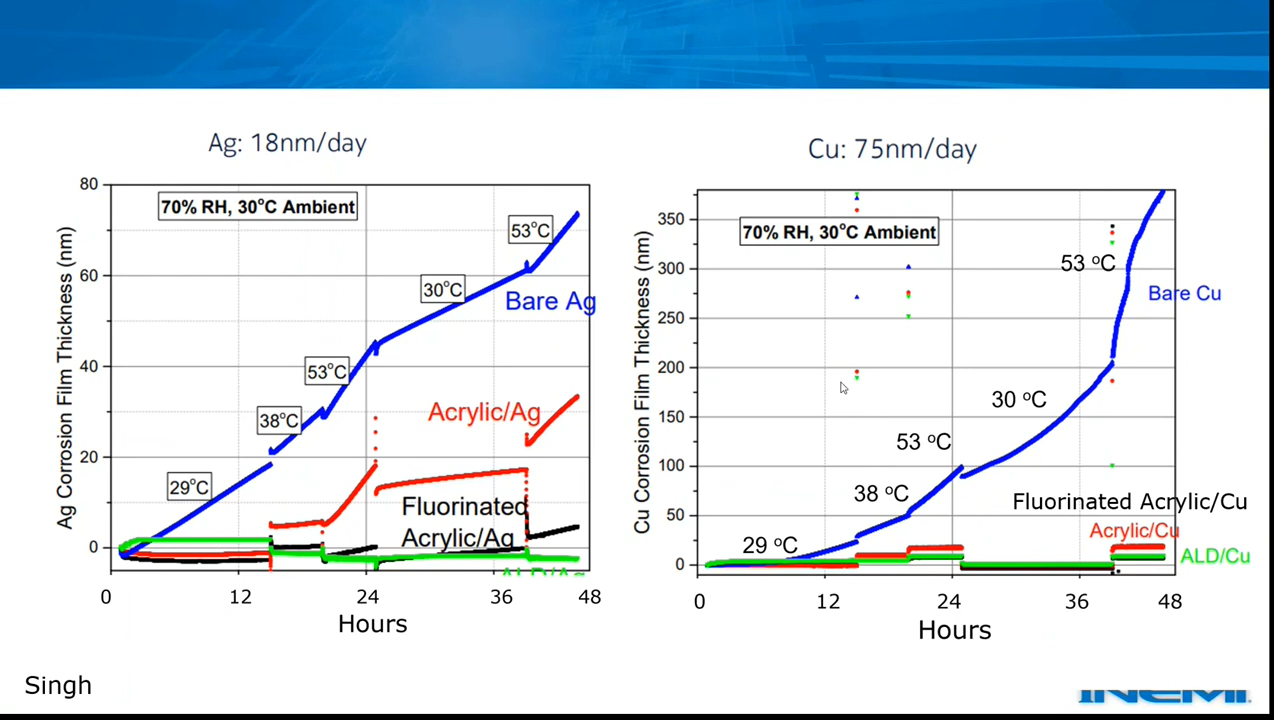 Ag: 18nm/day
80
60
40
20
0
Ag Corrosion Film Thickness (nm)
70% RH, 30°C Ambient
29°C
38°C
53°C
30°C
53°C
Bare Ag
Acrylic/Ag
Fluorinated
Acrylic/Ag
ALD/Ag
0 12 24 36 48
Hours
Cu: 75nm/day
350
300
250
200
150
100
50
0
Cu Corrosion Film Thickness (nm)
70% RH, 30°C Ambient
29 °C
38 °C
53 °C
30 °C
53 °C
Bare Cu
Fluorinated Acrylic/Cu
Acrylic/Cu
ALD/Cu
0 12 24 36 48
Hours
Singh
INEMI